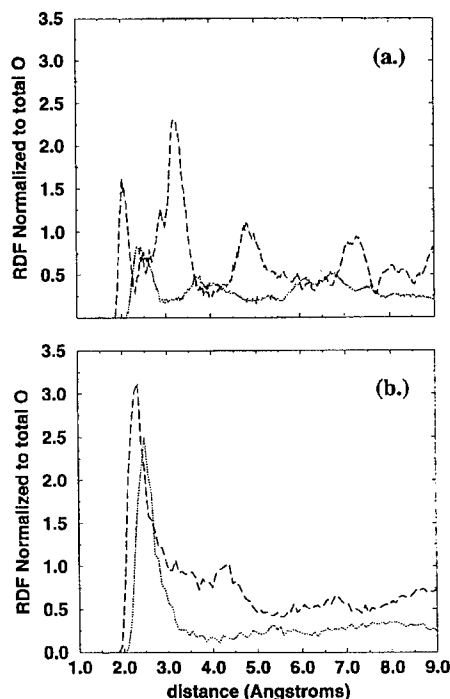 (a.)
RDF Normalized to total O
3.5
3.0
2.5
2.0
1.5
1.0
0.5
(b.)
RDF Normalized to total O
3.5
3.0
2.5
2.0
1.5
1.0
0.5
0.0
1.0 2.0 3.0 4.0 5.0 6.0 7.0 8.0 9.0
distance (Angstroms)